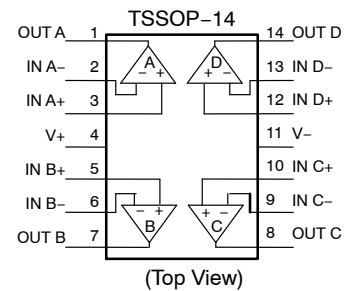 TSSOP−14
OUT A 1 14 OUT D
IN A− 2 A D 13 IN D−
− + + −
IN A+ 3 12 IN D+
V+ 4 11 V−
IN B+ 5 10 IN C+
IN B− 6 − + + − 9 IN C−
B C
OUT B 7 8 OUT C
(Top View)